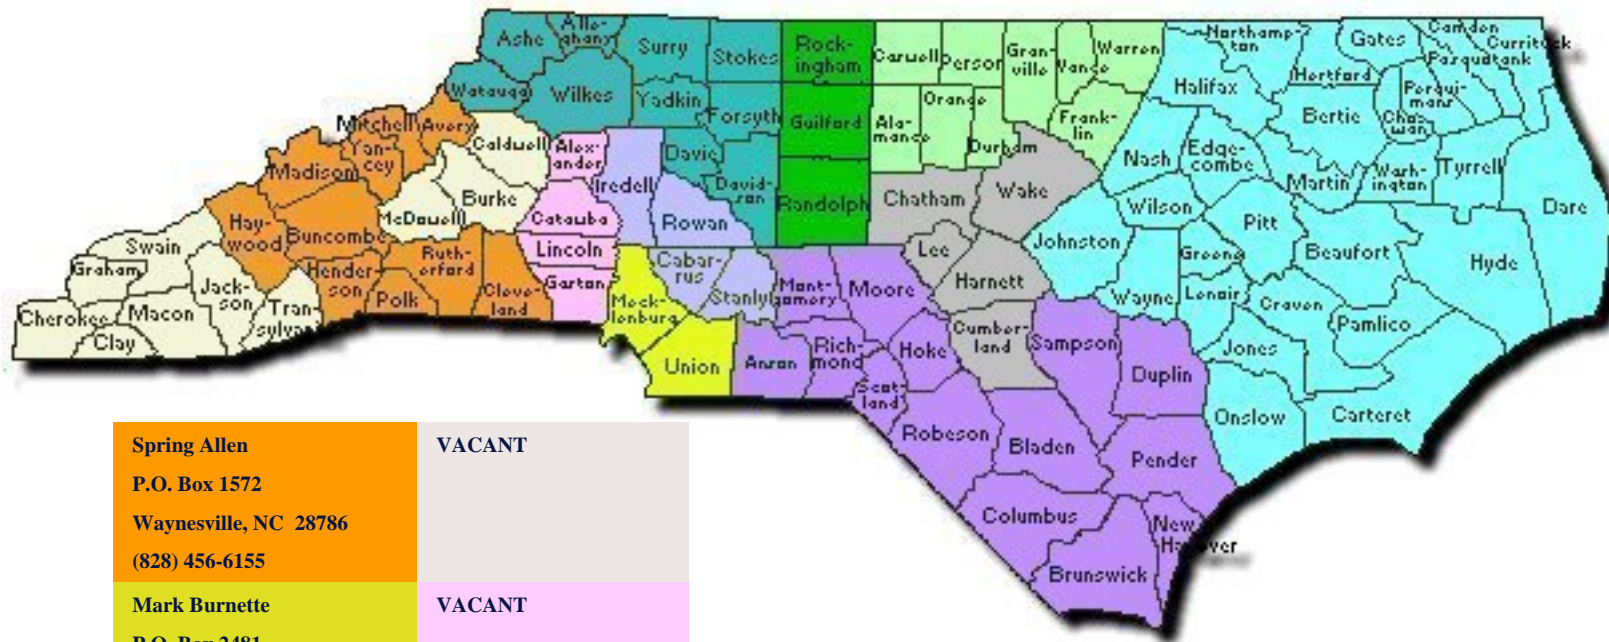 Ashe
Alle-
ghany
Surry
Stokes
Rock-
ingham
Caswell
Person
Gran-
ville
Vance
Warren
Northamp-
ton
Gates
Camden
Currituck
Pasquotank
Hertford
Halifax
Perqui-
mans
Watauga
Wilkes
Yadkin
Forsyth
Guilford
Ala-
mance
Orange
Durham
Frank-
lin
Bertie
Cho-
wan
Mitchell
Avery
Caldwell
Alex-
ander
Iredell
Davie
David-
son
Randolph
Chatham
Wake
Nash
Edge-
combe
Martin
Wash-
ington
Tyrrell
Dare
Madison
Yan-
cey
Burke
McDowell
Catawba
Rowan
Wilson
Pitt
Beaufort
Hyde
Hay-
wood
Buncombe
Ruth-
erford
Lincoln
Cabar-
rus
Lee
Johnston
Greene
Swain
Graham
Jack-
son
Hender-
son
Polk
Cleve-
land
Gaston
Meck-
lenburg
Stanly
Mont-
gomery
Moore
Harnett
Wayne
Lenoir
Craven
Pamlico
Cherokee
Macon
Clay
Tran
sylvan
Union
Anson
Rich-
mond
Hoke
Cumber-
land
Sampson
Duplin
Jones
Scot-
land
Onslow
Carteret
Robeson
Bladen
Pender
Columbus
New
Hanover
Brunswick
Spring Allen
P.O. Box 1572
Waynesville, NC 28786
(828) 456-6155
VACANT
Mark Burnette
P.O. Box 2481
VACANT